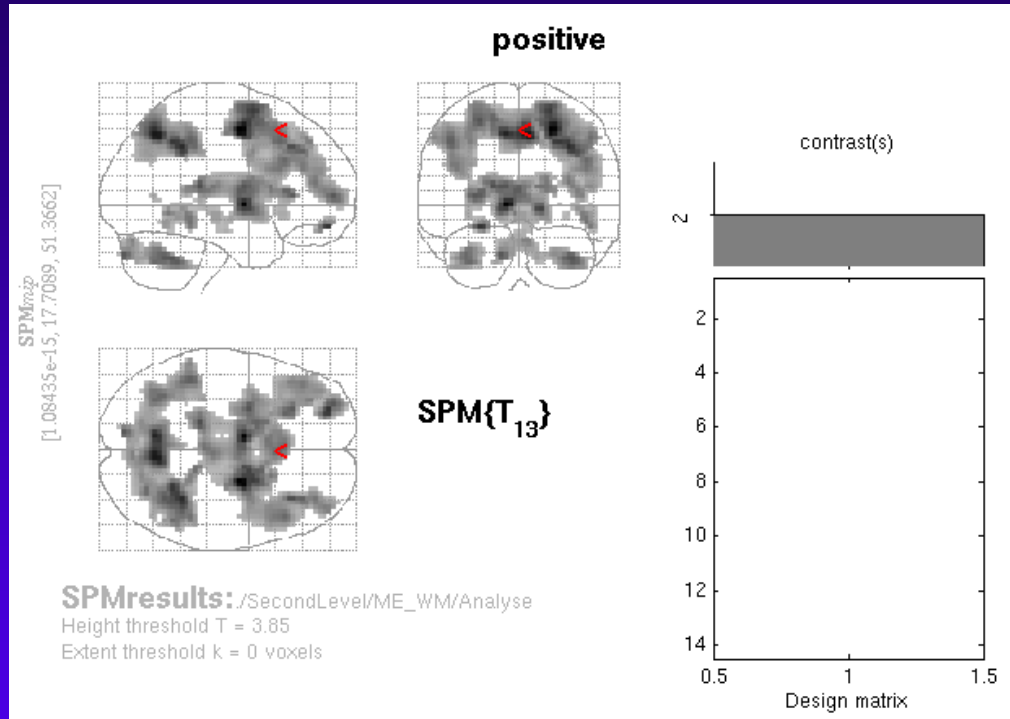 positive
SPMmip
[1.08435e-15, 17.7089, 51.3662]
<
<
<
SPM{T₁₃}
SPMresults: ./SecondLevel/ME_WM/Analyse
Height threshold T = 3.85
Extent threshold k = 0 voxels
contrast(s)
2
2
4
6
8
10
12
14
0.5 1 1.5
Design matrix